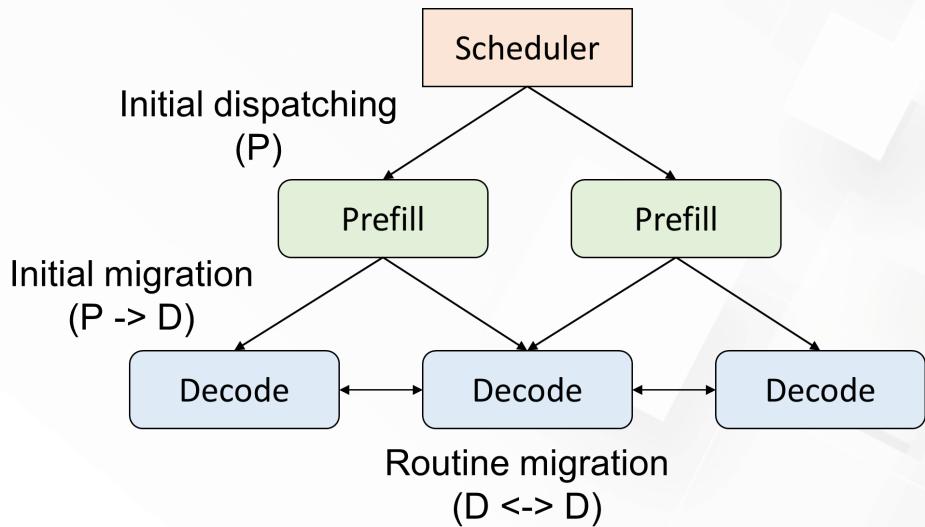 Scheduler
Initial dispatching
(P)
Prefill
Prefill
Initial migration
(P -> D)
Decode
Decode
Decode
Routine migration
(D <-> D)